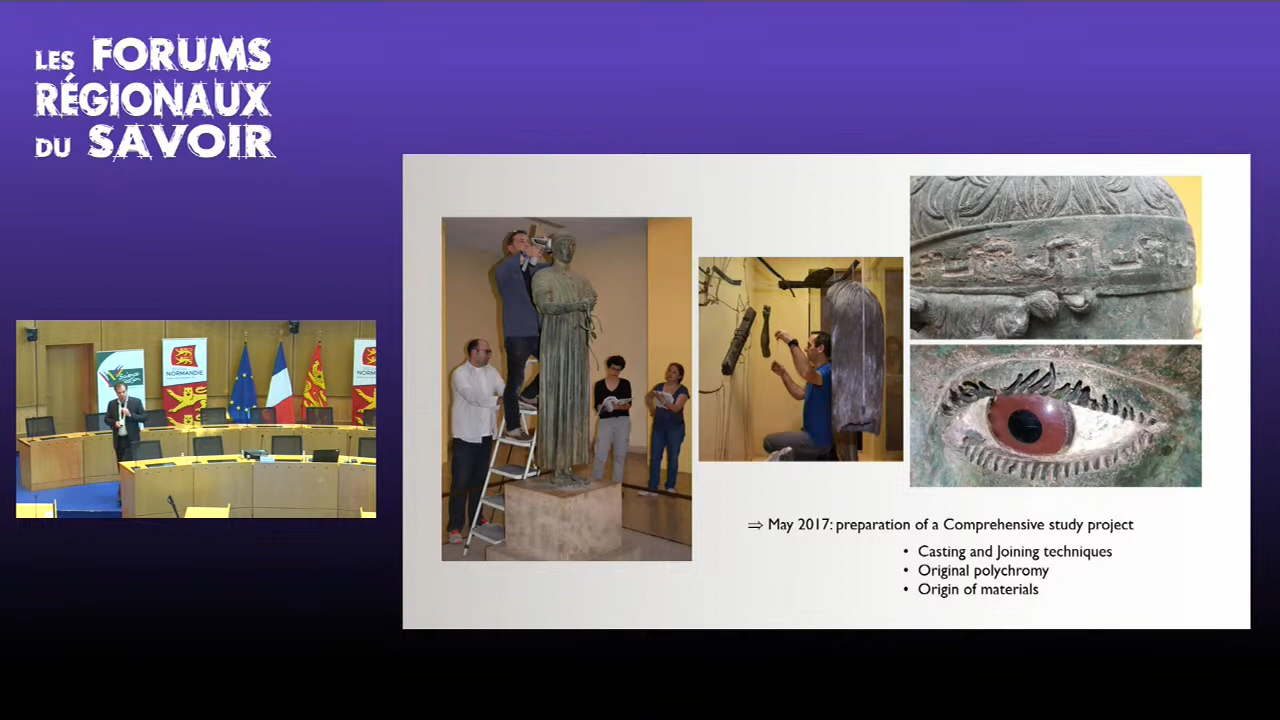 LES FORUMS
RÉGIONAUX
DU SAVOIR
NORMANDIE
⇒ May 2017: preparation of a Comprehensive study project
• Casting and Joining techniques
• Original polychromy
• Origin of materials